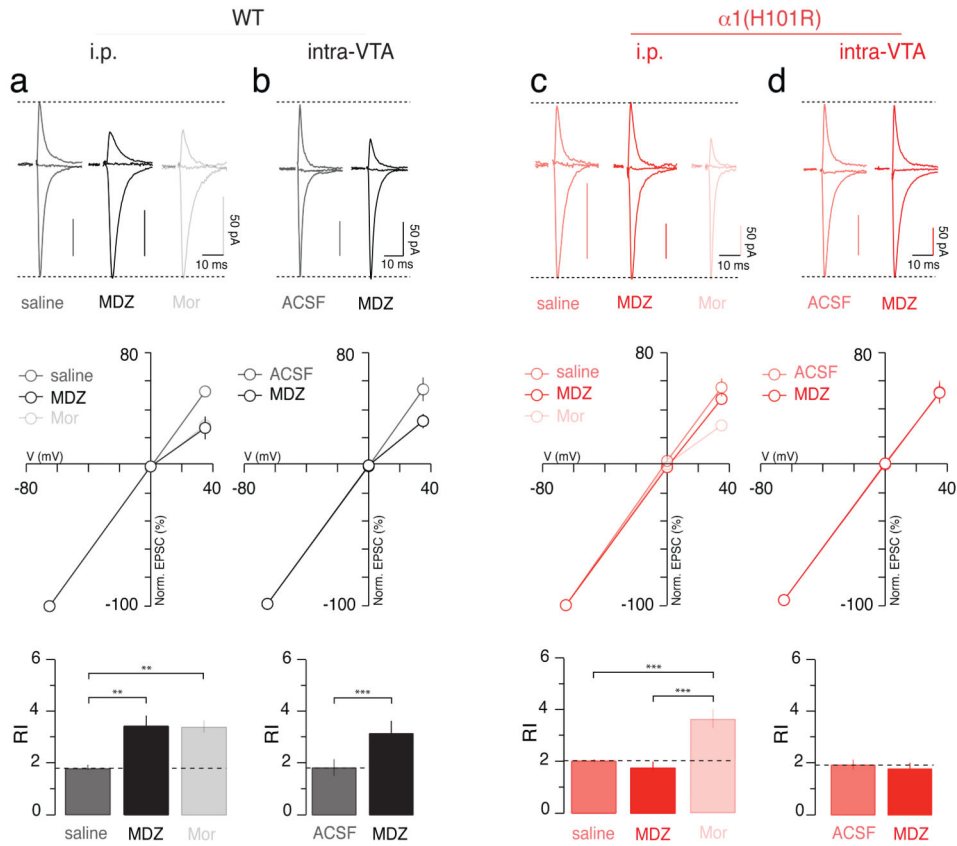 WT
α1(H101R)
i.p.
intra-VTA
i.p.
intra-VTA
a
b
c
d
50 pA
10 ms
50 pA
10 ms
50 pA
10 ms
50 pA
10 ms
saline
MDZ
Mor
ACSF
MDZ
saline
MDZ
Mor
ACSF
MDZ
80
saline
MDZ
Mor
V (mV)
-80
40
Norm. EPSC (%)
-100
80
ACSF
MDZ
V (mV)
-80
40
Norm. EPSC (%)
-100
80
saline
MDZ
Mor
V (mV)
-80
40
Norm. EPSC (%)
-100
80
ACSF
MDZ
V (mV)
-80
40
Norm. EPSC (%)
-100
6
4
2
0
RI
**
**
saline
MDZ
Mor
6
4
2
0
RI
***
ACSF
MDZ
6
4
2
0
RI
***
***
saline
MDZ
Mor
6
4
2
0
RI
ACSF
MDZ